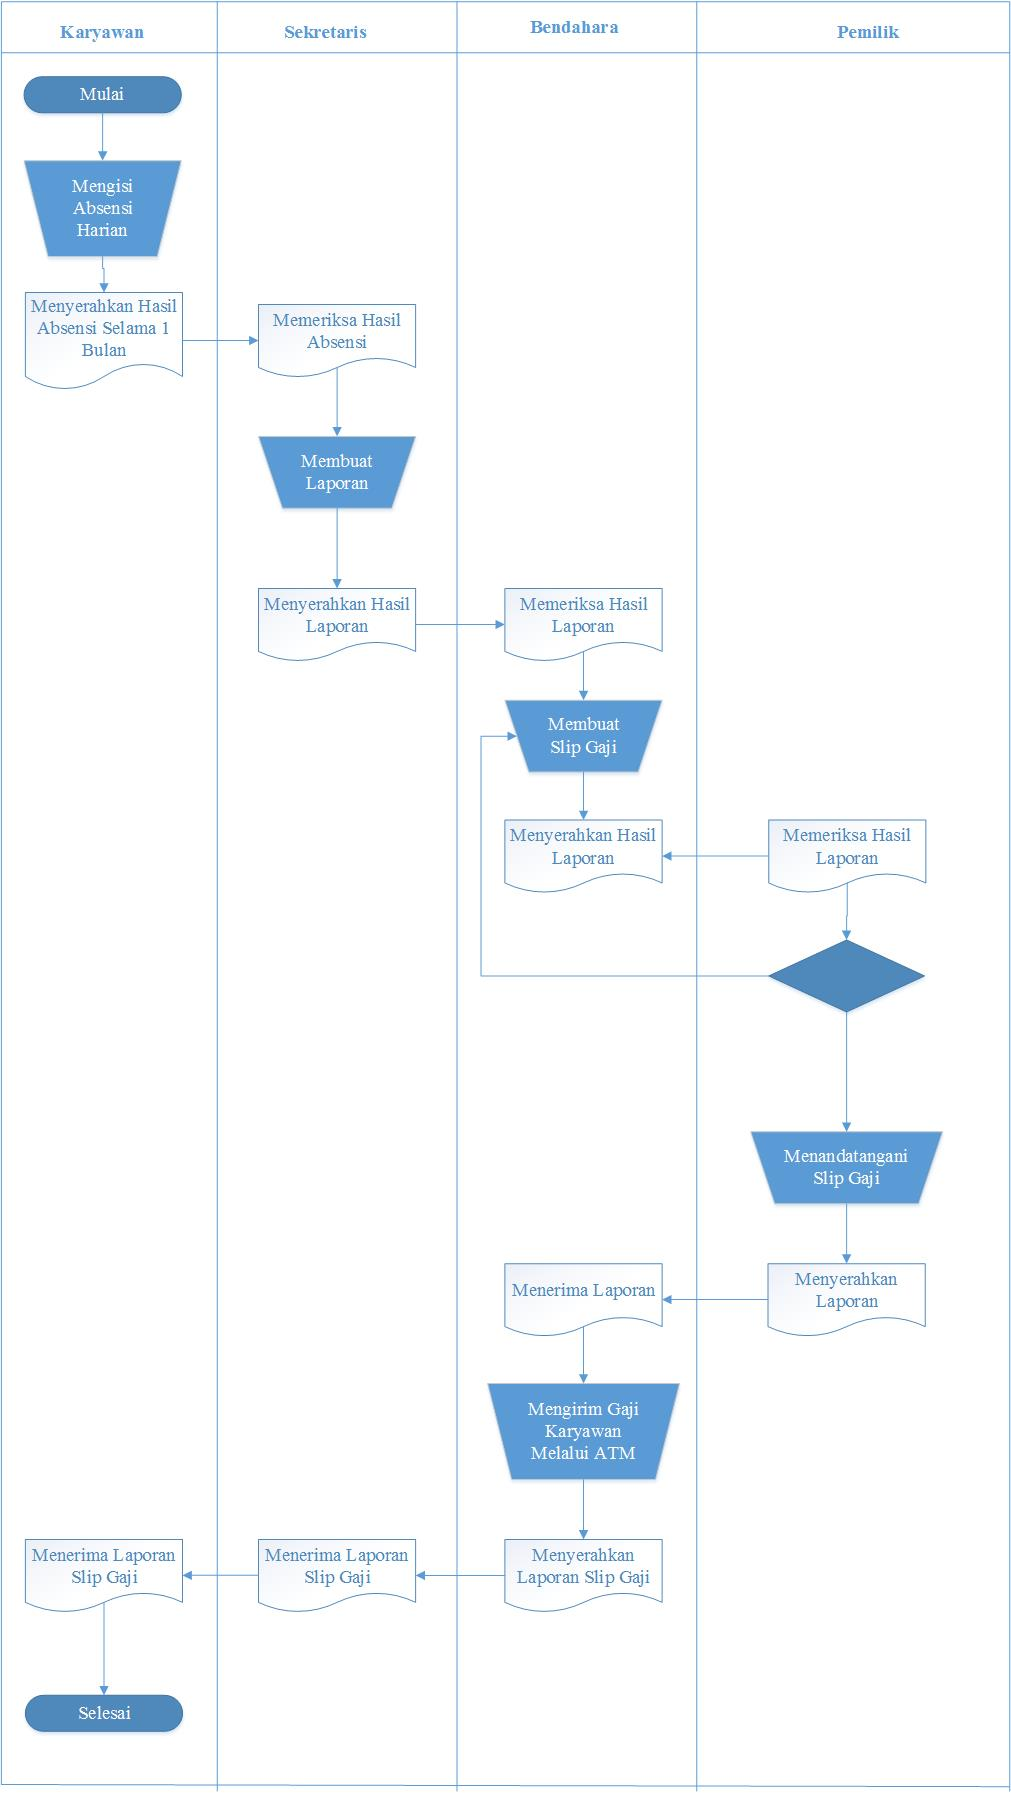 Karyawan
Sekretaris
Bendahara
Pemilik
Mulai
Mengisi
Absensi
Harian
Menyerahkan Hasil
Absensi Selama 1
Bulan
Memeriksa Hasil
Absensi
Membuat
Laporan
Menyerahkan Hasil
Laporan
Memeriksa Hasil
Laporan
Membuat
Slip Gaji
Menyerahkan Hasil
Laporan
Memeriksa Hasil
Laporan
Menandatangani
Slip Gaji
Menyerahkan
Laporan
Menerima Laporan
Mengirim Gaji
Karyawan
Melalui ATM
Menyerahkan
Laporan Slip Gaji
Menerima Laporan
Slip Gaji
Menerima Laporan
Slip Gaji
Selesai